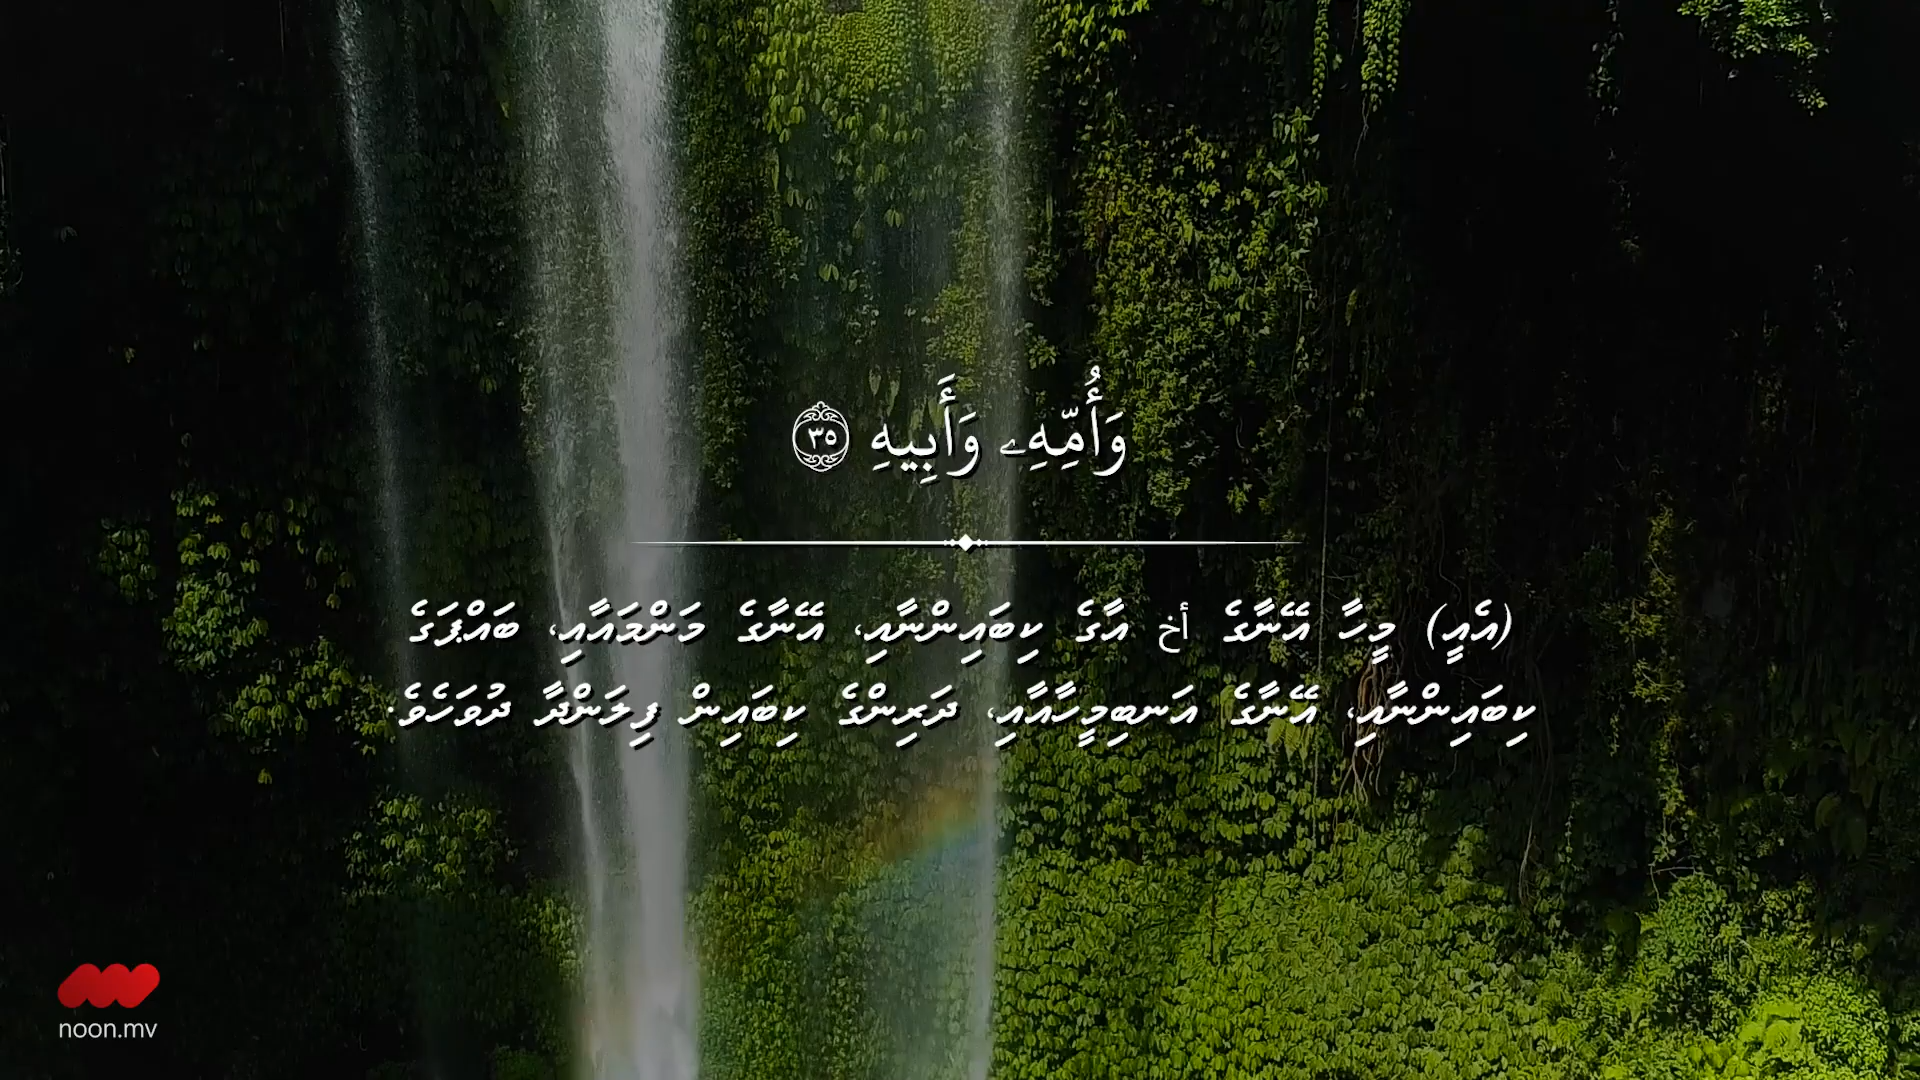 وَأُمِّهِۦ وَأَبِيهِ ٣٥
(އެއީ) މީހާ އޭނާގެ أخ އާގެ ކިބައިންނާއި، އޭނާގެ މަންމައާއި، ބައްޕަގެ
ކިބައިންނާއި، އޭނާގެ އަނބިމީހާއާއި، ދަރިންގެ ކިބައިން ފިލަންދާ ދުވަހެވެ.
noon.mv